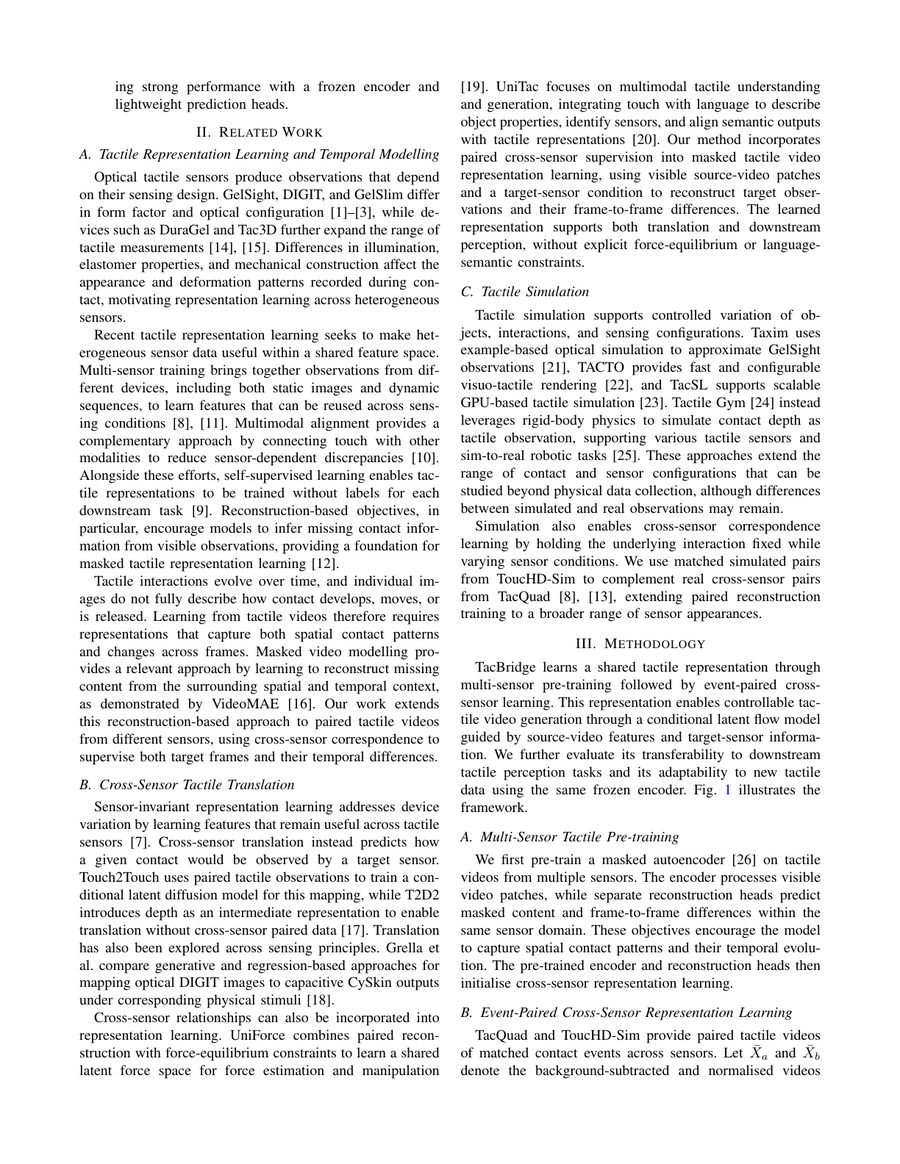 ing strong performance with a frozen encoder and
lightweight prediction heads.
II. RELATED WORK
A. Tactile Representation Learning and Temporal Modelling
Optical tactile sensors produce observations that depend
on their sensing design. GelSight, DIGIT, and GelSlim differ
in form factor and optical configuration [1]–[3], while de-
vices such as DuraGel and Tac3D further expand the range of
tactile measurements [14], [15]. Differences in illumination,
elastomer properties, and mechanical construction affect the
appearance and deformation patterns recorded during con-
tact, motivating representation learning across heterogeneous
sensors.
Recent tactile representation learning seeks to make het-
erogeneous sensor data useful within a shared feature space.
Multi-sensor training brings together observations from dif-
ferent devices, including both static images and dynamic
sequences, to learn features that can be reused across sens-
ing conditions [8], [11]. Multimodal alignment provides a
complementary approach by connecting touch with other
modalities to reduce sensor-dependent discrepancies [10].
Alongside these efforts, self-supervised learning enables tac-
tile representations to be trained without labels for each
downstream task [9]. Reconstruction-based objectives, in
particular, encourage models to infer missing contact infor-
mation from visible observations, providing a foundation for
masked tactile representation learning [12].
Tactile interactions evolve over time, and individual im-
ages do not fully describe how contact develops, moves, or
is released. Learning from tactile videos therefore requires
representations that capture both spatial contact patterns
and changes across frames. Masked video modelling pro-
vides a relevant approach by learning to reconstruct missing
content from the surrounding spatial and temporal context,
as demonstrated by VideoMAE [16]. Our work extends
this reconstruction-based approach to paired tactile videos
from different sensors, using cross-sensor correspondence to
supervise both target frames and their temporal differences.
B. Cross-Sensor Tactile Translation
Sensor-invariant representation learning addresses device
variation by learning features that remain useful across tactile
sensors [7]. Cross-sensor translation instead predicts how
a given contact would be observed by a target sensor.
Touch2Touch uses paired tactile observations to train a con-
ditional latent diffusion model for this mapping, while T2D2
introduces depth as an intermediate representation to enable
translation without cross-sensor paired data [17]. Translation
has also been explored across sensing principles. Grella et
al. compare generative and regression-based approaches for
mapping optical DIGIT images to capacitive CySkin outputs
under corresponding physical stimuli [18].
Cross-sensor relationships can also be incorporated into
representation learning. UniForce combines paired recon-
struction with force-equilibrium constraints to learn a shared
latent force space for force estimation and manipulation
[19]. UniTac focuses on multimodal tactile understanding
and generation, integrating touch with language to describe
object properties, identify sensors, and align semantic outputs
with tactile representations [20]. Our method incorporates
paired cross-sensor supervision into masked tactile video
representation learning, using visible source-video patches
and a target-sensor condition to reconstruct target obser-
vations and their frame-to-frame differences. The learned
representation supports both translation and downstream
perception, without explicit force-equilibrium or language-
semantic constraints.
C. Tactile Simulation
Tactile simulation supports controlled variation of ob-
jects, interactions, and sensing configurations. Taxim uses
example-based optical simulation to approximate GelSight
observations [21], TACTO provides fast and configurable
visuo-tactile rendering [22], and TacSL supports scalable
GPU-based tactile simulation [23]. Tactile Gym [24] instead
leverages rigid-body physics to simulate contact depth as
tactile observation, supporting various tactile sensors and
sim-to-real robotic tasks [25]. These approaches extend the
range of contact and sensor configurations that can be
studied beyond physical data collection, although differences
between simulated and real observations may remain.
Simulation also enables cross-sensor correspondence
learning by holding the underlying interaction fixed while
varying sensor conditions. We use matched simulated pairs
from ToucHD-Sim to complement real cross-sensor pairs
from TacQuad [8], [13], extending paired reconstruction
training to a broader range of sensor appearances.
III. METHODOLOGY
TacBridge learns a shared tactile representation through
multi-sensor pre-training followed by event-paired cross-
sensor learning. This representation enables controllable tac-
tile video generation through a conditional latent flow model
guided by source-video features and target-sensor informa-
tion. We further evaluate its transferability to downstream
tactile perception tasks and its adaptability to new tactile
data using the same frozen encoder. Fig. 1 illustrates the
framework.
A. Multi-Sensor Tactile Pre-training
We first pre-train a masked autoencoder [26] on tactile
videos from multiple sensors. The encoder processes visible
video patches, while separate reconstruction heads predict
masked content and frame-to-frame differences within the
same sensor domain. These objectives encourage the model
to capture spatial contact patterns and their temporal evolu-
tion. The pre-trained encoder and reconstruction heads then
initialise cross-sensor representation learning.
B. Event-Paired Cross-Sensor Representation Learning
TacQuad and ToucHD-Sim provide paired tactile videos
of matched contact events across sensors. Let X̄a and X̄b
denote the background-subtracted and normalised videos